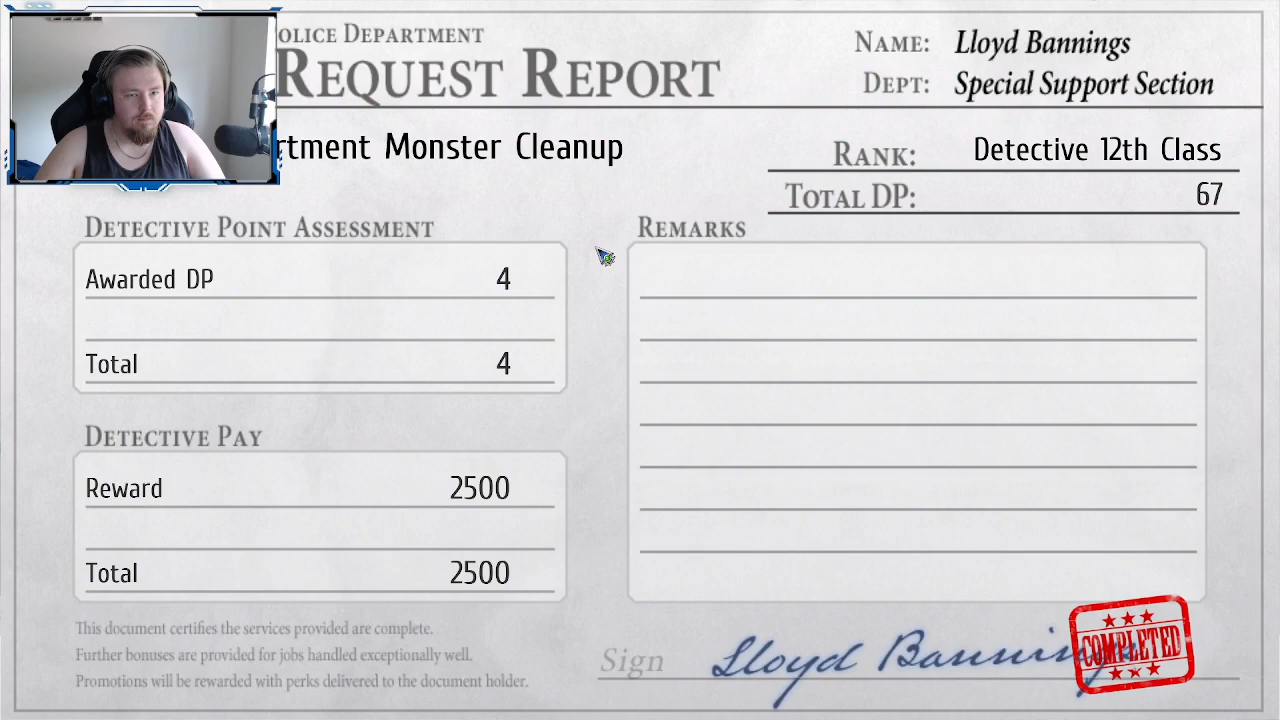 OLICE DEPARTMENT
REQUEST REPORT
NAME: Lloyd Bannings
DEPT: Special Support Section
rtment Monster Cleanup
RANK: Detective 12th Class
TOTAL DP: 67
DETECTIVE POINT ASSESSMENT
Awarded DP 4
Total 4
DETECTIVE PAY
Reward 2500
Total 2500
REMARKS
This document certifies the services provided are complete.
Further bonuses are provided for jobs handled exceptionally well.
Promotions will be rewarded with perks delivered to the document holder.
Sign Lloyd Bannings
COMPLETED